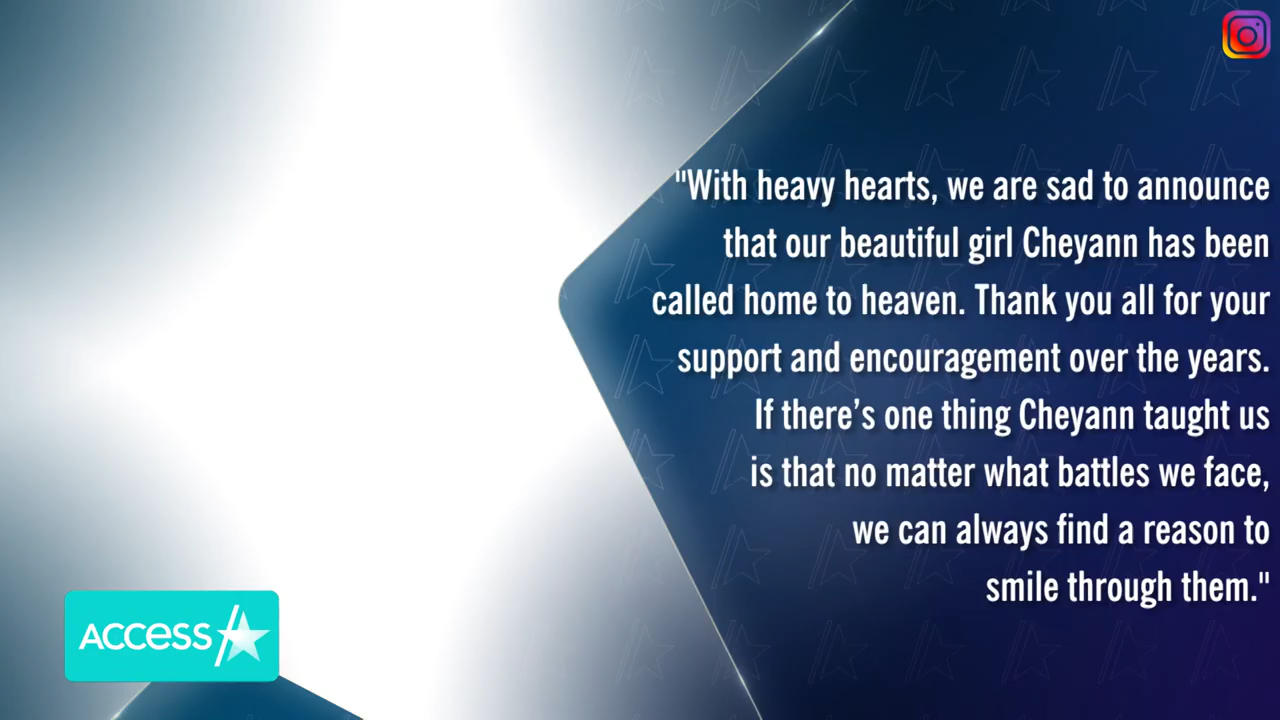 "With heavy hearts, we are sad to announce
that our beautiful girl Cheyann has been
called home to heaven. Thank you all for your
support and encouragement over the years.
If there’s one thing Cheyann taught us
is that no matter what battles we face,
we can always find a reason to
smile through them."
ACCESS